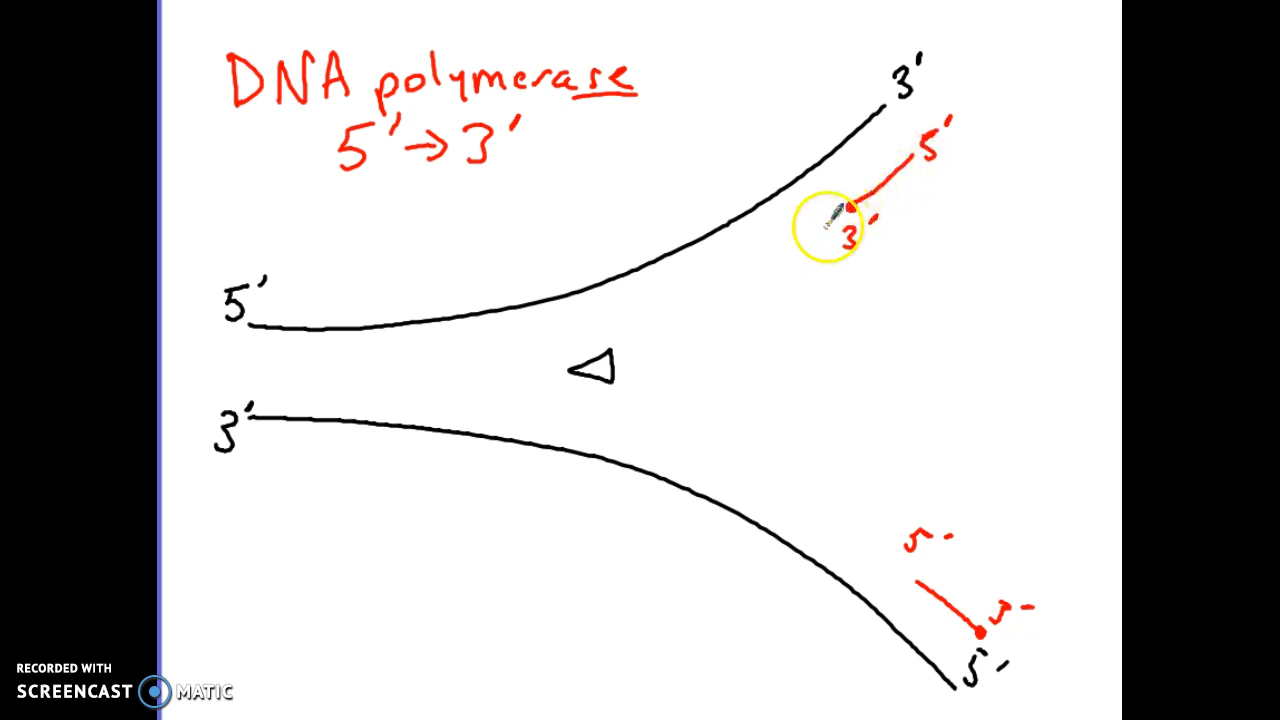 DNA polymerase
5' → 3'
3'
5'
3'
5'
3'
5'
3'
5'
RECORDED WITH
SCREENCAST MATIC